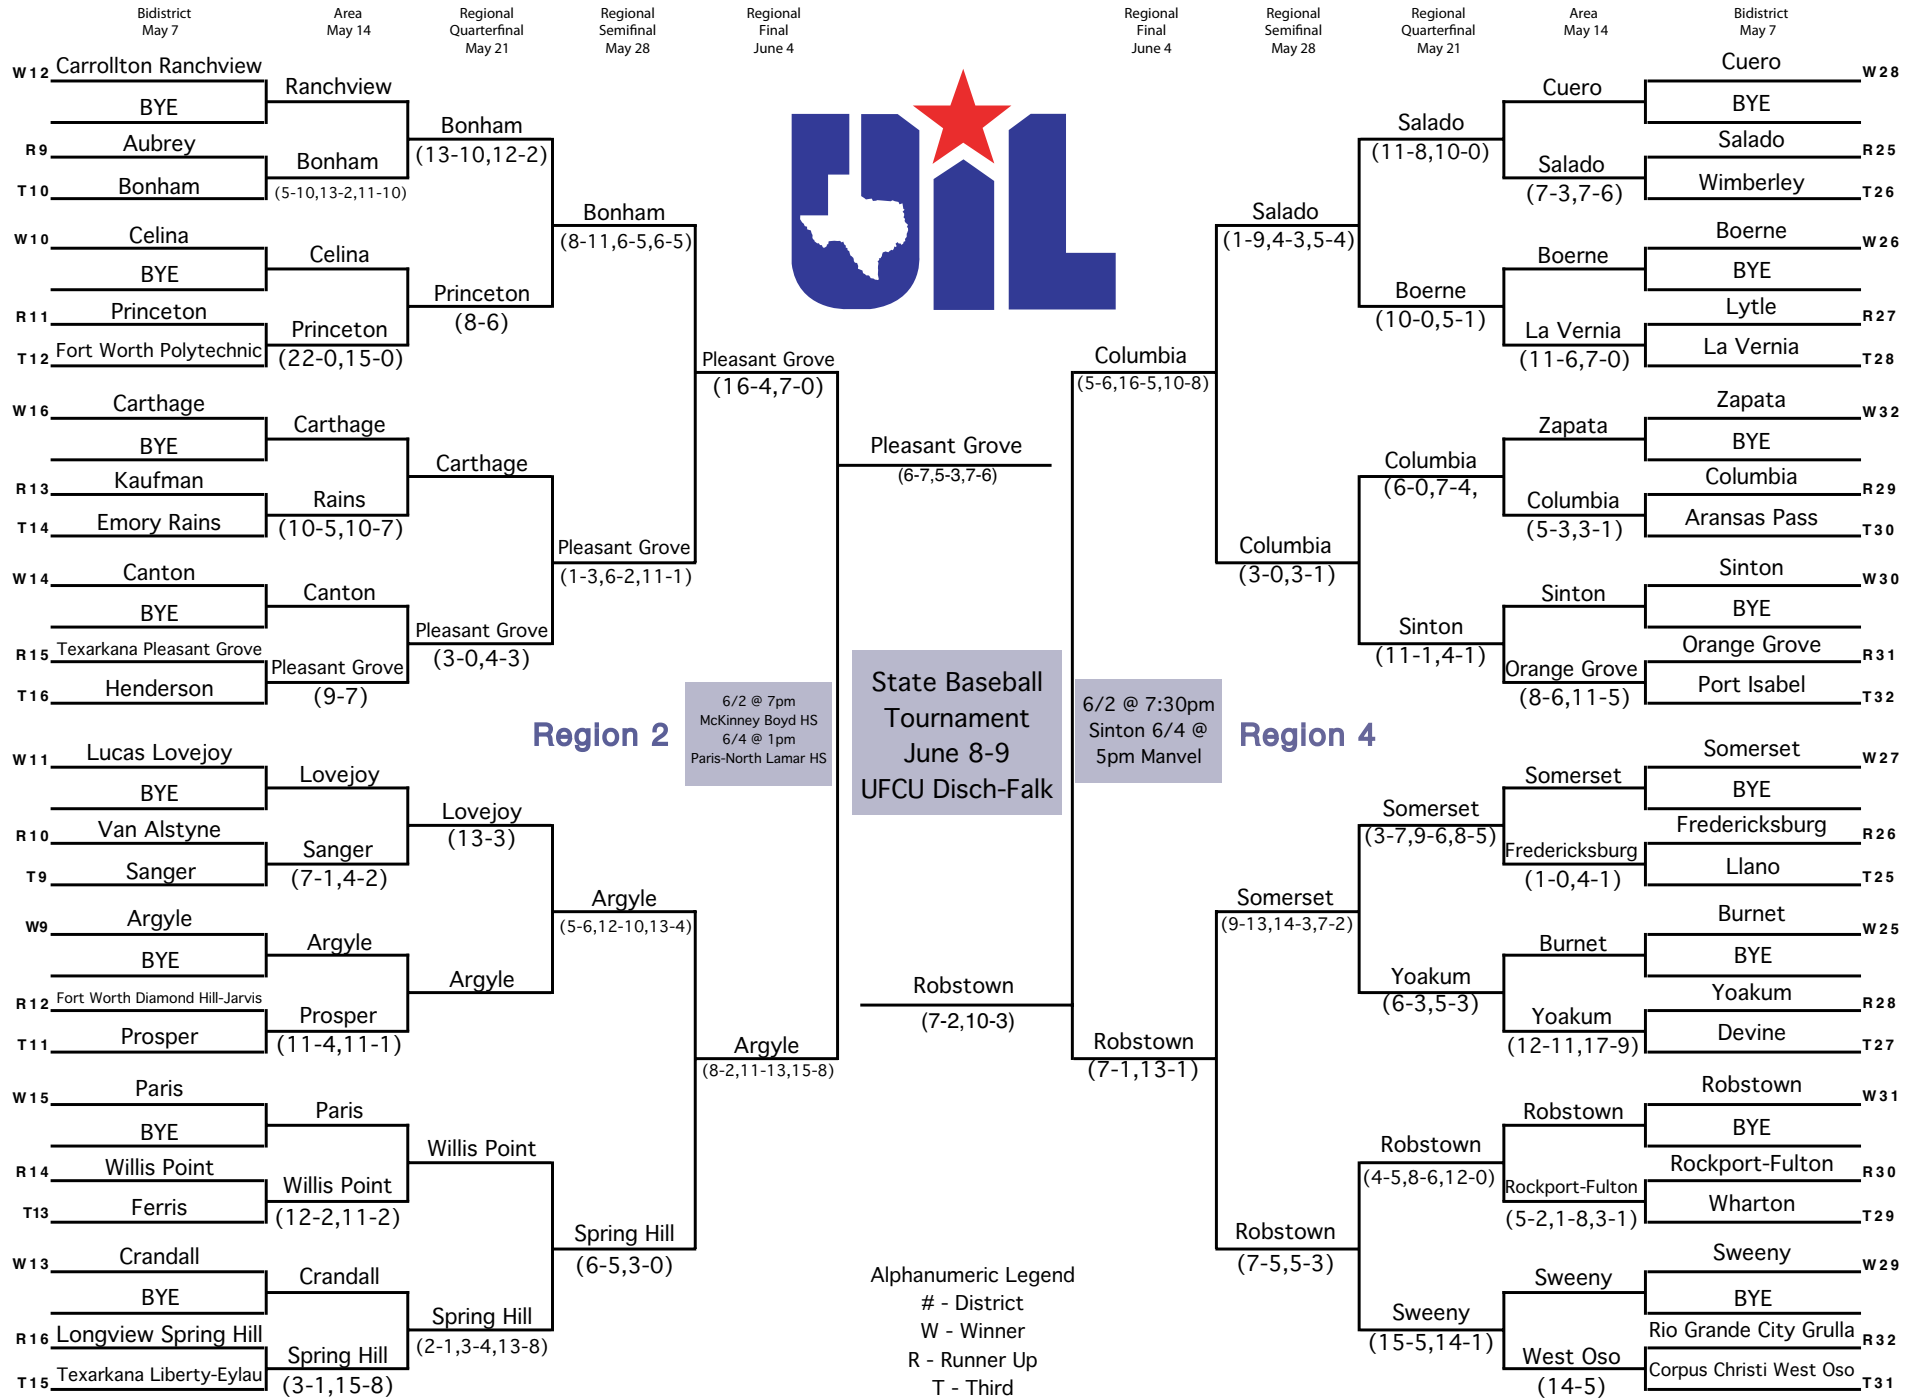 Bidistrict
May 7
Area
May 14
Regional
Quarterfinal
May 21
Regional
Semifinal
May 28
Regional
Final
June 4
Regional
Final
June 4
Regional
Semifinal
May 28
Regional
Quarterfinal
May 21
Area
May 14
Bidistrict
May 7
W12 Carrollton Ranchview
BYE
R9 Aubrey
T10 Bonham
W10 Celina
BYE
R11 Princeton
T12 Fort Worth Polytechnic
W16 Carthage
BYE
R13 Kaufman
T14 Emory Rains
W14 Canton
BYE
R15 Texarkana Pleasant Grove
T16 Henderson
W11 Lucas Lovejoy
BYE
R10 Van Alstyne
T9 Sanger
W9 Argyle
BYE
R12 Fort Worth Diamond Hill-Jarvis
T11 Prosper
W15 Paris
BYE
R14 Willis Point
T13 Ferris
W13 Crandall
BYE
R16 Longview Spring Hill
T15 Texarkana Liberty-Eylau
Ranchview
Bonham
(5-10,13-2,11-10)
Celina
Princeton
(22-0,15-0)
Carthage
Rains
(10-5,10-7)
Canton
Pleasant Grove
(9-7)
Lovejoy
Sanger
(7-1,4-2)
Argyle
Prosper
(11-4,11-1)
Paris
Willis Point
(12-2,11-2)
Crandall
Spring Hill
(3-1,15-8)
Bonham
(13-10,12-2)
Princeton
(8-6)
Carthage
Pleasant Grove
(3-0,4-3)
Lovejoy
(13-3)
Argyle
Willis Point
Spring Hill
(2-1,3-4,13-8)
Bonham
(8-11,6-5,6-5)
Pleasant Grove
(1-3,6-2,11-1)
Argyle
(5-6,12-10,13-4)
Spring Hill
(6-5,3-0)
Pleasant Grove
(16-4,7-0)
Argyle
(8-2,11-13,15-8)
Region 2
6/2 @ 7pm
McKinney Boyd HS
6/4 @ 1pm
Paris-North Lamar HS
UIL
Pleasant Grove
(6-7,5-3,7-6)
State Baseball
Tournament
June 8-9
UFCU Disch-Falk
Robstown
(7-2,10-3)
Alphanumeric Legend
# - District
W - Winner
R - Runner Up
T - Third
6/2 @ 7:30pm
Sinton 6/4 @
5pm Manvel
Region 4
Columbia
(5-6,16-5,10-8)
Robstown
(7-1,13-1)
Salado
(1-9,4-3,5-4)
Columbia
(3-0,3-1)
Somerset
(9-13,14-3,7-2)
Robstown
(7-5,5-3)
Salado
(11-8,10-0)
Boerne
(10-0,5-1)
Columbia
(6-0,7-4,
Sinton
(11-1,4-1)
Somerset
(3-7,9-6,8-5)
Yoakum
(6-3,5-3)
Robstown
(4-5,8-6,12-0)
Sweeny
(15-5,14-1)
Cuero
Salado
(7-3,7-6)
Boerne
La Vernia
(11-6,7-0)
Zapata
Columbia
(5-3,3-1)
Sinton
Orange Grove
(8-6,11-5)
Somerset
Fredericksburg
(1-0,4-1)
Burnet
Yoakum
(12-11,17-9)
Robstown
Rockport-Fulton
(5-2,1-8,3-1)
Sweeny
West Oso
(14-5)
Cuero W28
BYE
Salado R25
Wimberley T26
Boerne W26
BYE
Lytle R27
La Vernia T28
Zapata W32
BYE
Columbia R29
Aransas Pass T30
Sinton W30
BYE
Orange Grove R31
Port Isabel T32
Somerset W27
BYE
Fredericksburg R26
Llano T25
Burnet W25
BYE
Yoakum R28
Devine T27
Robstown W31
BYE
Rockport-Fulton R30
Wharton T29
Sweeny W29
BYE
Rio Grande City Grulla R32
Corpus Christi West Oso T31